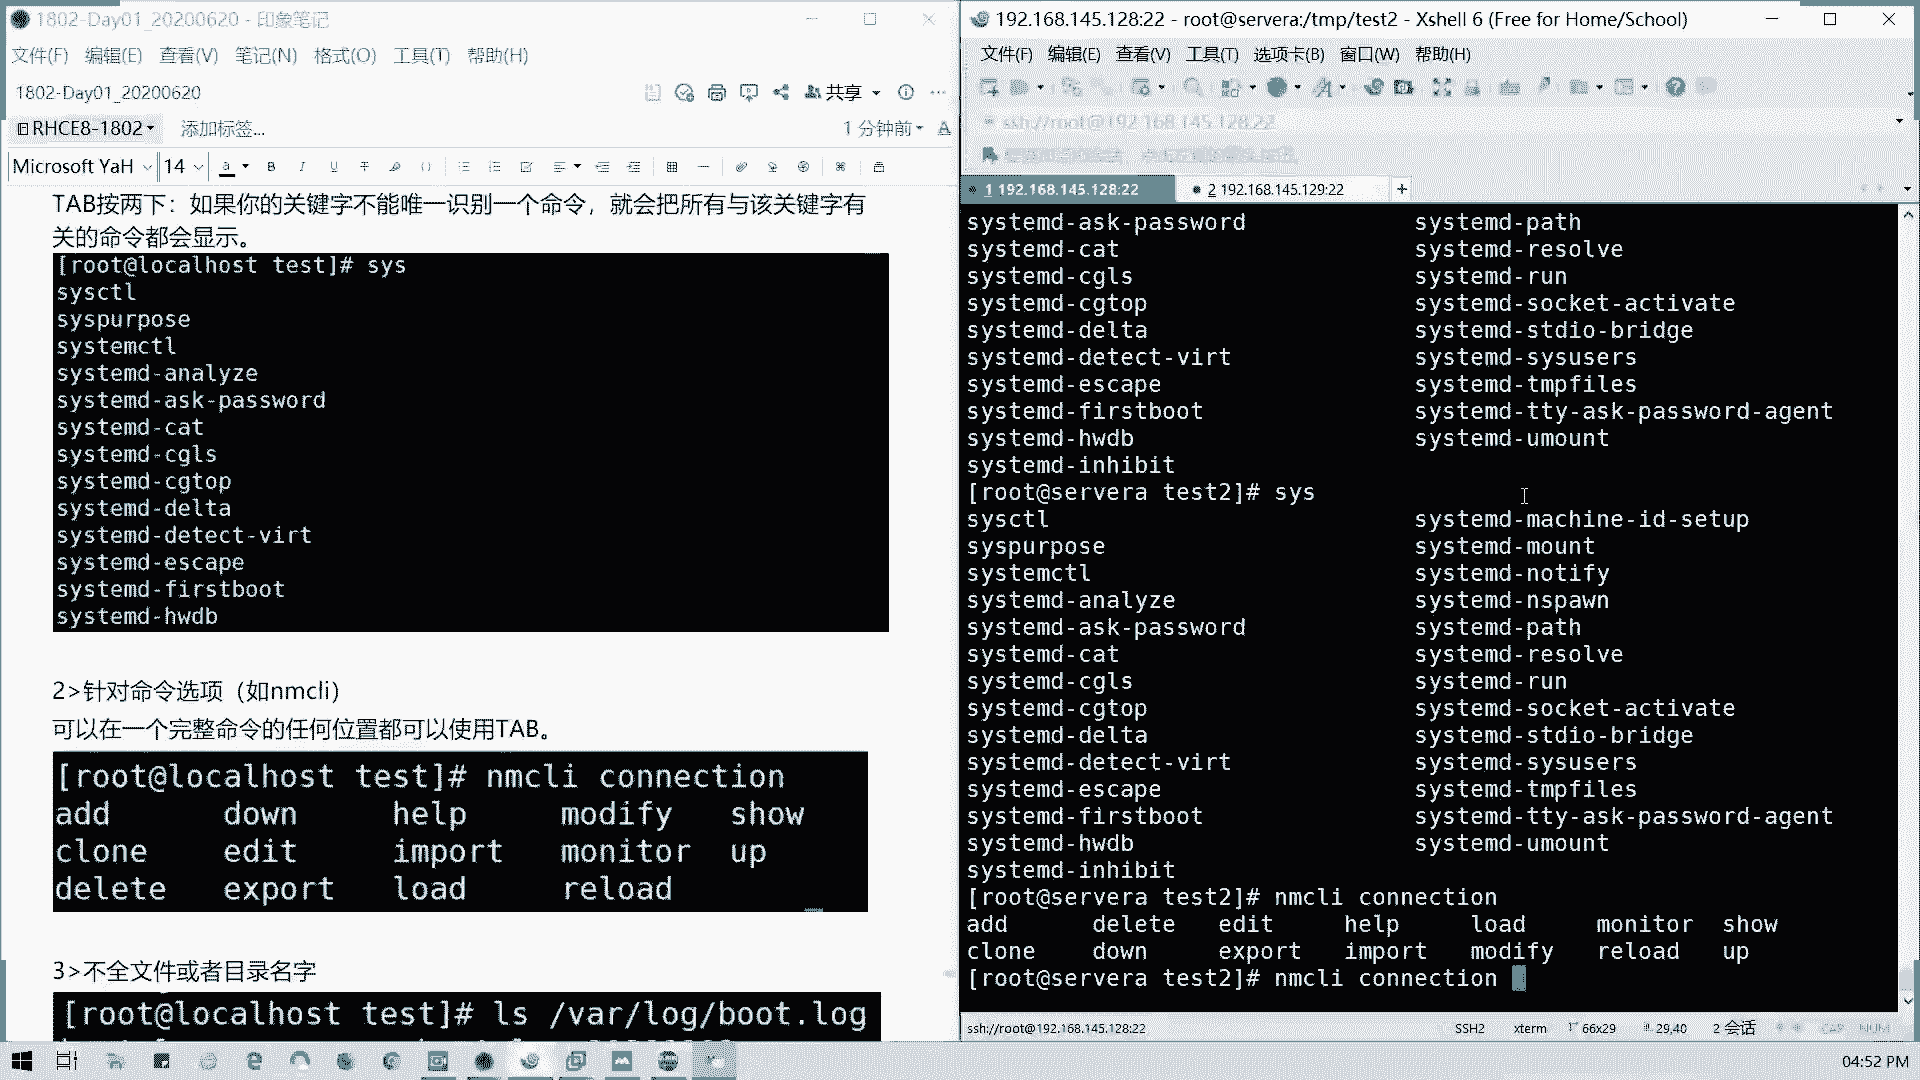 1802-Day01_20200620 - 印象笔记
文件(F) 编辑(E) 查看(V) 笔记(N) 格式(O) 工具(T) 帮助(H)
1802-Day01_20200620
共享
RHCE8-1802
添加标签...
1 分钟前
Microsoft YaH 14
TAB按两下：如果你的关键字不能唯一识别一个命令，就会把所有与该关键字有
关的命令都会显示。
[root@localhost test]# sys
sysctl
syspurpose
systemctl
systemd-analyze
systemd-ask-password
systemd-cat
systemd-cgls
systemd-cgtop
systemd-delta
systemd-detect-virt
systemd-escape
systemd-firstboot
systemd-hwdb
2>针对命令选项（如nmcli）
可以在一个完整命令的任何位置都可以使用TAB。
[root@localhost test]# nmcli connection
add down help modify show
clone edit import monitor up
delete export load reload
3>不全文件或者目录名字
[root@localhost test]# ls /var/log/boot.log
192.168.145.128:22 - root@servera:/tmp/test2 - Xshell 6 (Free for Home/School)
文件(F) 编辑(E) 查看(V) 工具(T) 选项卡(B) 窗口(W) 帮助(H)
ssh://root@192.168.145.128:22
1 192.168.145.128:22 2 192.168.145.129:22 +
systemd-ask-password systemd-path
systemd-cat systemd-resolve
systemd-cgls systemd-run
systemd-cgtop systemd-socket-activate
systemd-delta systemd-stdio-bridge
systemd-detect-virt systemd-sysusers
systemd-escape systemd-tmpfiles
systemd-firstboot systemd-tty-ask-password-agent
systemd-hwdb systemd-umount
systemd-inhibit
[root@servera test2]# sys
sysctl systemd-machine-id-setup
syspurpose systemd-mount
systemctl systemd-notify
systemd-analyze systemd-nspawn
systemd-ask-password systemd-path
systemd-cat systemd-resolve
systemd-cgls systemd-run
systemd-cgtop systemd-socket-activate
systemd-delta systemd-stdio-bridge
systemd-detect-virt systemd-sysusers
systemd-escape systemd-tmpfiles
systemd-firstboot systemd-tty-ask-password-agent
systemd-hwdb systemd-umount
systemd-inhibit
[root@servera test2]# nmcli connection
add delete edit help load monitor show
clone down export import modify reload up
[root@servera test2]# nmcli connection
ssh://root@192.168.145.128:22 SSH2 xterm 66x29 29,40 2 会话 CAP NUM
04:52 PM